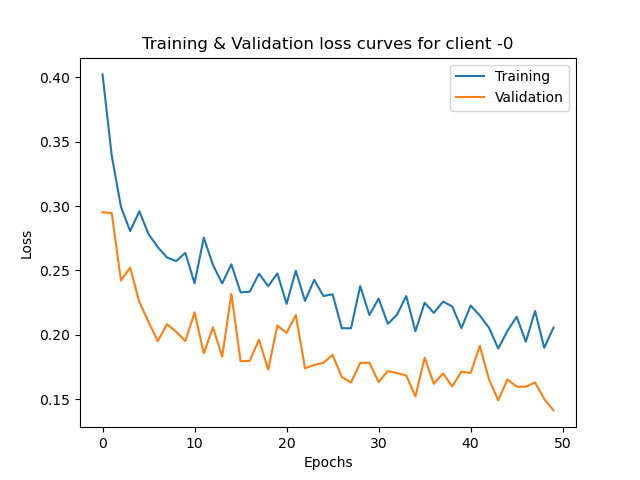 Training & Validation loss curves for client -0
Training
Validation
0.40
0.35
0.30
0.25
0.20
0.15
Loss
0 10 20 30 40 50
Epochs